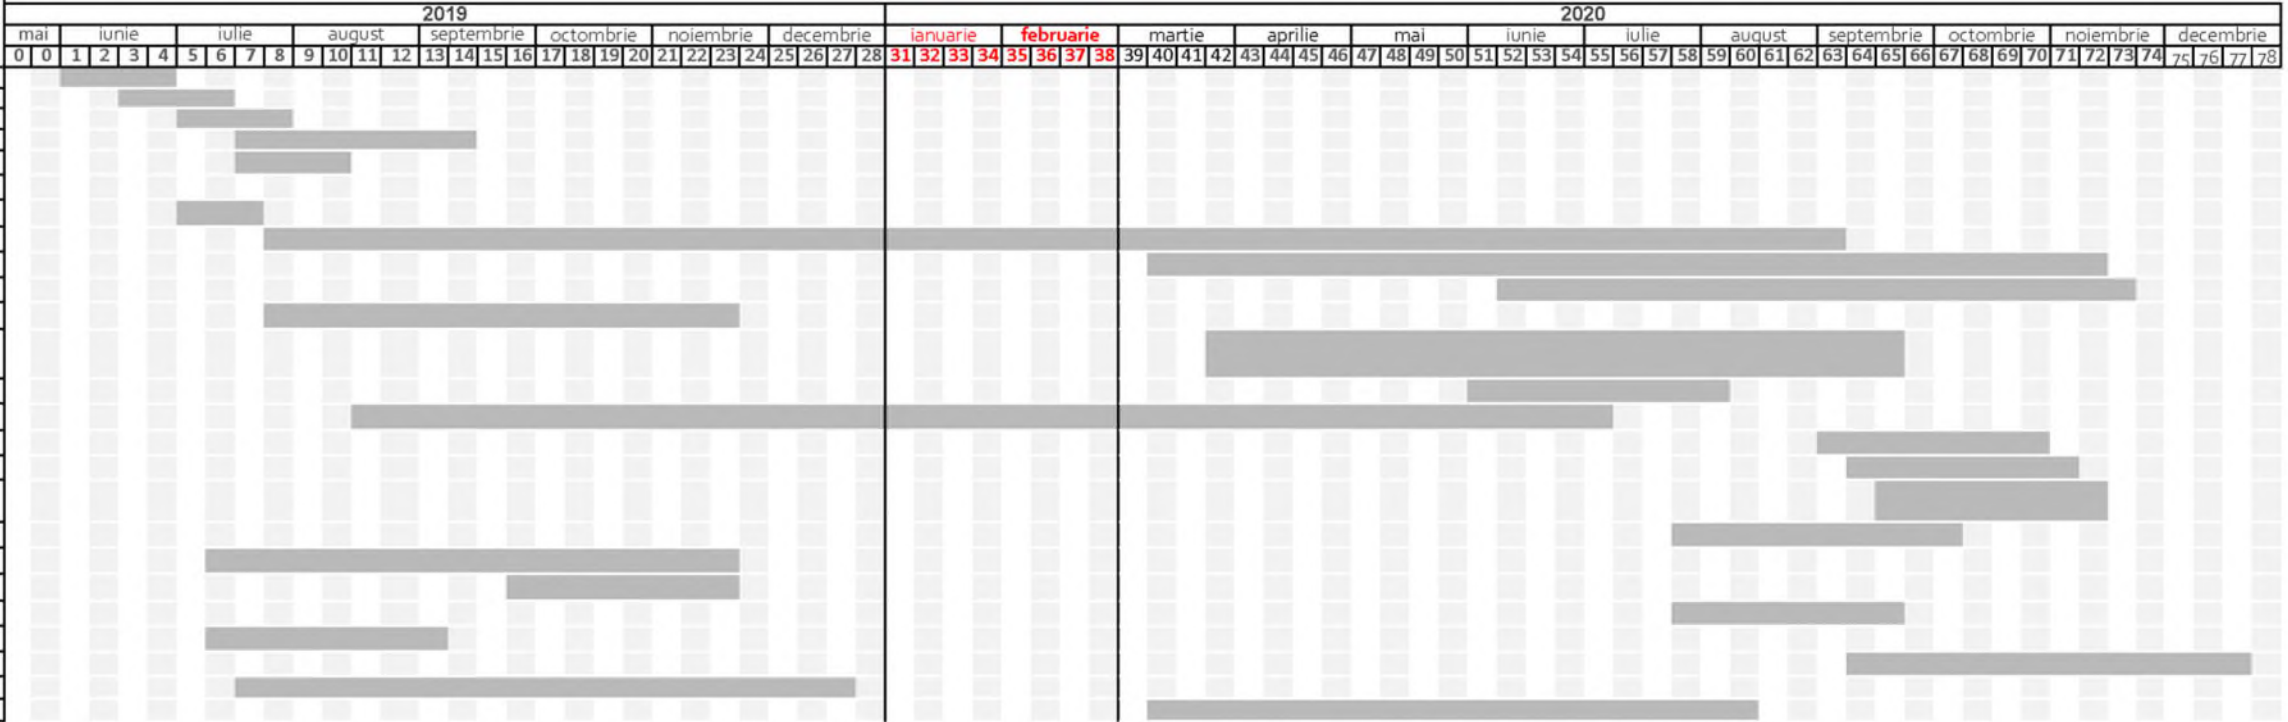 2019 2020
mai iunie iulie august septembrie octombrie noiembrie decembrie ianuarie februarie martie aprilie mai iunie iulie august septembrie octombrie noiembrie decembrie
0 0 1 2 3 4 5 6 7 8 9 10 11 12 13 14 15 16 17 18 19 20 21 22 23 24 25 26 27 28 31 32 33 34 35 36 37 38 39 40 41 42 43 44 45 46 47 48 49 50 51 52 53 54 55 56 57 58 59 60 61 62 63 64 65 66 67 68 69 70 71 72 73 74 75 76 77 78